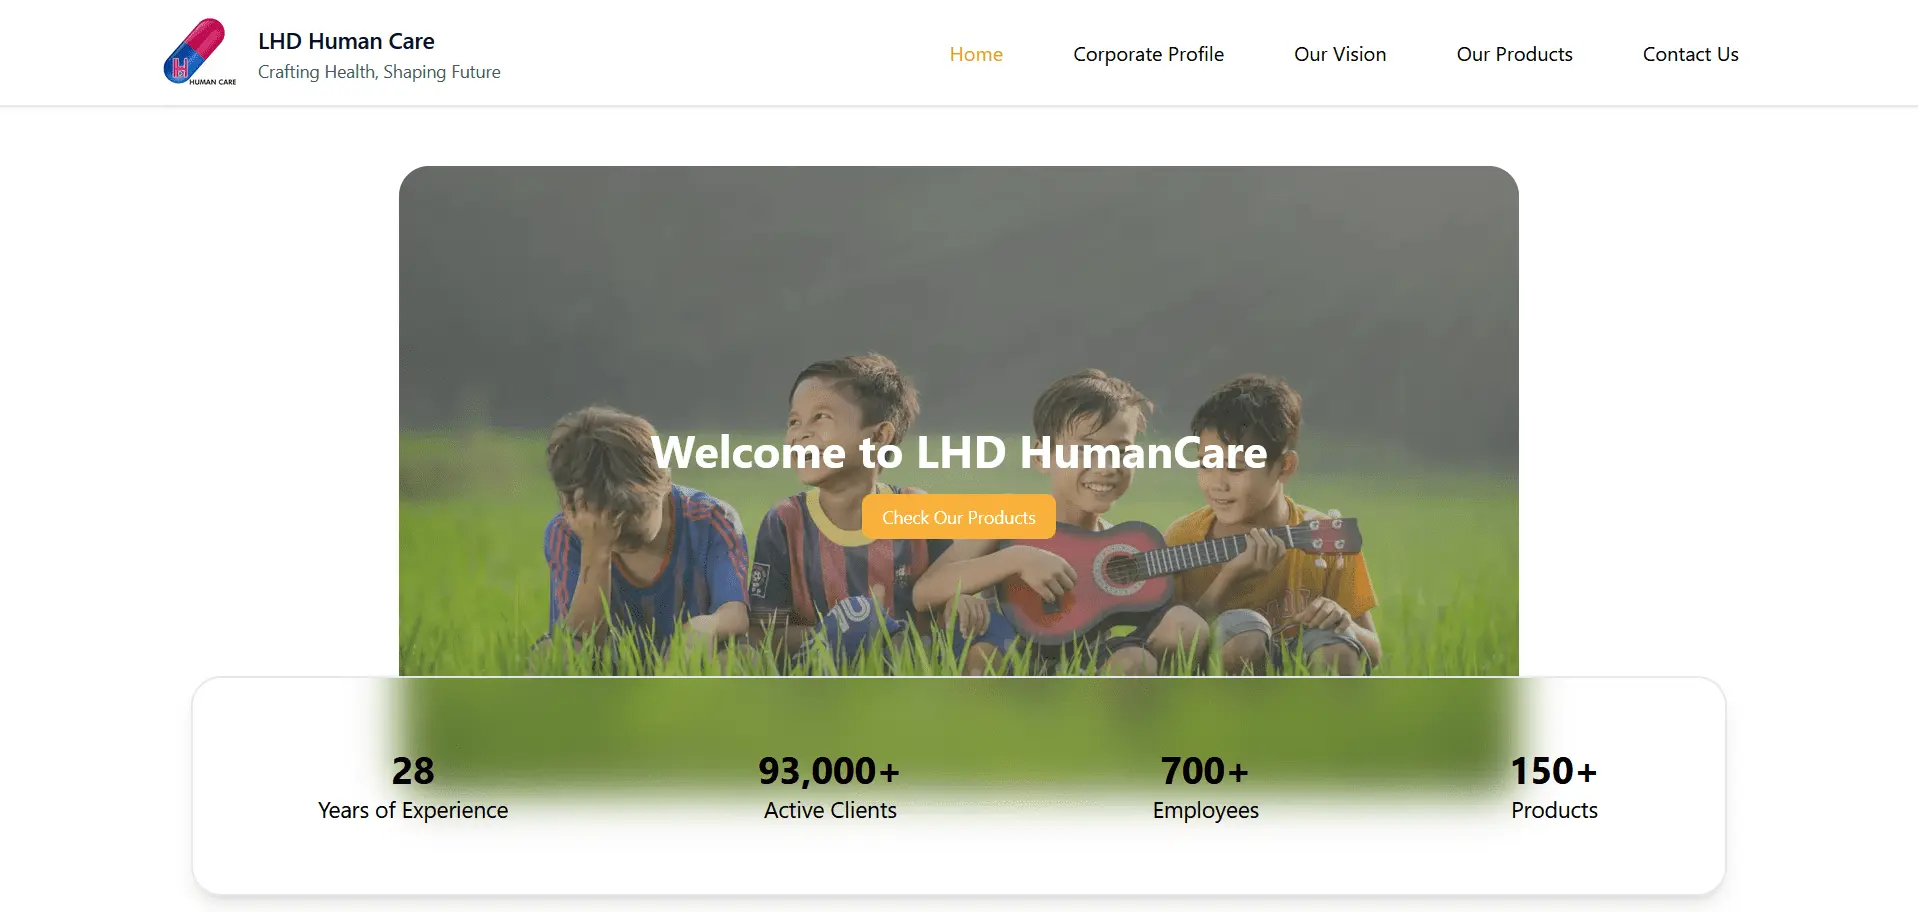 H
HUMAN CARE
LHD Human Care
Crafting Health, Shaping Future
Home
Corporate Profile
Our Vision
Our Products
Contact Us
Welcome to LHD HumanCare
Check Our Products
10
28
Years of Experience
93,000+
Active Clients
700+
Employees
150+
Products